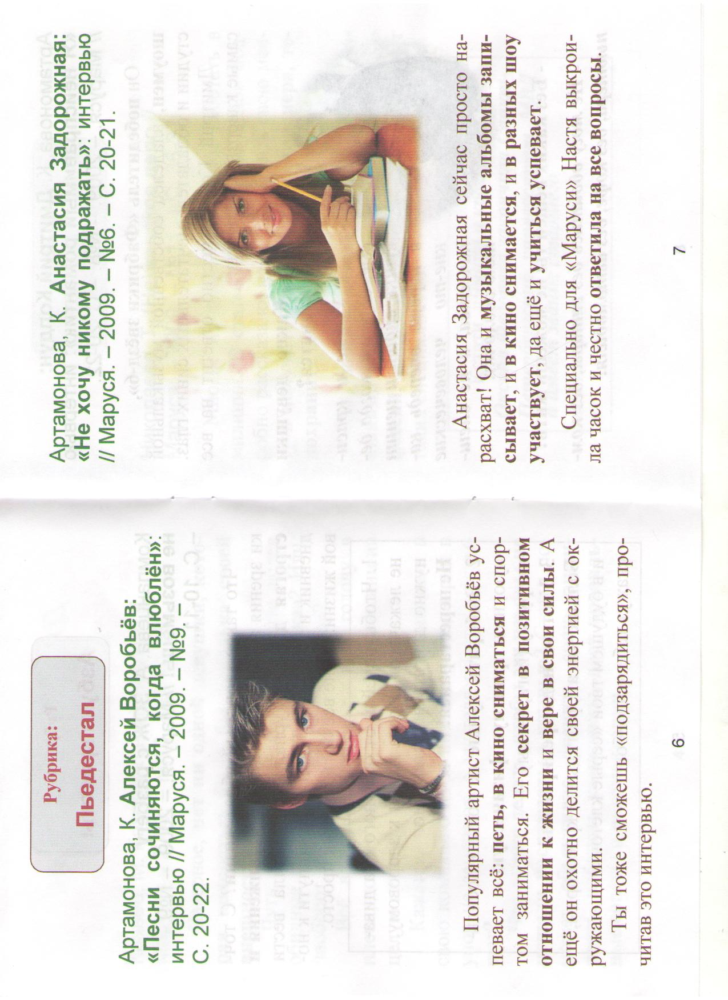 Рубрика:
Пьедестал
Артамонова, К. Алексей Воробьёв:
«Песни сочиняются, когда влюблён»:
интервью // Маруся. – 2009. – №9. –
С. 20-22.
Популярный артист Алексей Воробьёв ус-
певает всё: петь, в кино сниматься и спор-
том заниматься. Его секрет в позитивном
отношении к жизни и вере в свои силы. А
ещё он охотно делится своей энергией с ок-
ружающими.
Ты тоже сможешь «подзарядиться», про-
читав это интервью.
6
Артамонова, К. Анастасия Задорожная:
«Не хочу никому подражать»: интервью
// Маруся. – 2009. – №6. – С. 20-21.
Анастасия Задорожная сейчас просто на-
расхват! Она и музыкальные альбомы запи-
сывает, и в кино снимается, и в разных шоу
участвует, да ещё и учиться успевает.
Специально для «Маруси» Настя выкрои-
ла часок и честно ответила на все вопросы.
7